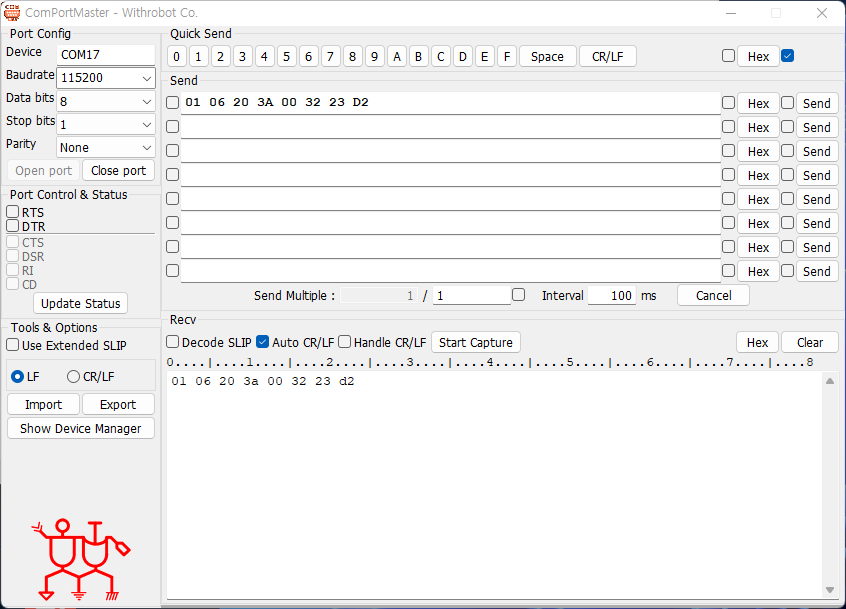 ComPortMaster - Withrobot Co.
Port Config
Device COM17
Baudrate 115200
Data bits 8
Stop bits 1
Parity None
Open port Close port
Port Control & Status
RTS
DTR
CTS
DSR
RI
CD
Update Status
Tools & Options
Use Extended SLIP
LF CR/LF
Import Export
Show Device Manager
Quick Send
0 1 2 3 4 5 6 7 8 9 A B C D E F Space CR/LF Hex
Send
01 06 20 3A 00 32 23 D2 Hex Send
Hex Send
Hex Send
Hex Send
Hex Send
Hex Send
Hex Send
Hex Send
Send Multiple : 1 / 1 Interval 100 ms Cancel
Recv
Decode SLIP Auto CR/LF Handle CR/LF Start Capture Hex Clear
0....|....1....|....2....|....3....|....4....|....5....|....6....|....7....|....8
01 06 20 3a 00 32 23 d2